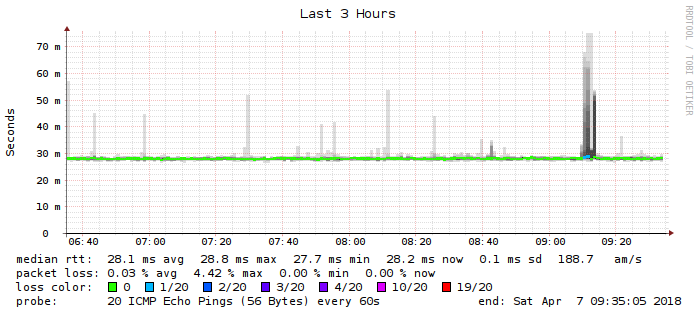 Last 3 Hours
RRDTOOL / TOBI OETIKER
Seconds
70 m
60 m
50 m
40 m
30 m
20 m
10 m
0
06:40 07:00 07:20 07:40 08:00 08:20 08:40 09:00 09:20
median rtt: 28.1 ms avg 28.8 ms max 27.7 ms min 28.2 ms now 0.1 ms sd 188.7 am/s
packet loss: 0.03 % avg 4.42 % max 0.00 % min 0.00 % now
loss color: 0 1/20 2/20 3/20 4/20 10/20 19/20
probe: 20 ICMP Echo Pings (56 Bytes) every 60s end: Sat Apr 7 09:35:05 2018